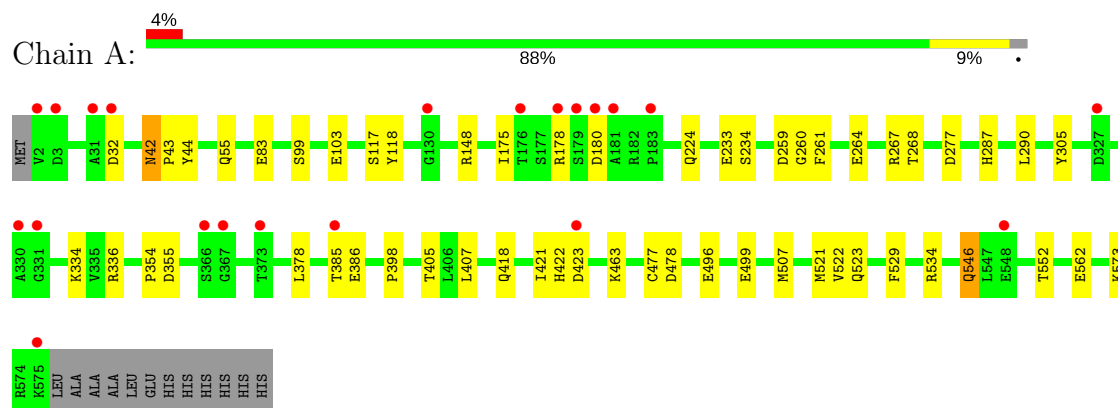 4%
Chain A:
88% 9% •
MET V2 D3 A31 D32 N42 P43 Y44 Q55 E83 S99 E103 S117 Y118 G130 R148 I175 T176 S177 R178 S179 D180 A181 R182 P183 Q224 E233 S234 D259 G260 F261 E264 R267 T268 D277 H287 L290 Y305 D327
A330 G331 K334 V335 R336 P354 D355 S366 G367 T373 L378 T385 E386 P398 T405 L406 L407 Q418 I421 H422 D423 K463 C477 D478 E496 E499 M507 M521 V522 Q523 F529 R534 Q546 L547 E548 T552 E562 K573
R574 K575 LEU ALA ALA ALA LEU GLU HIS HIS HIS HIS HIS HIS